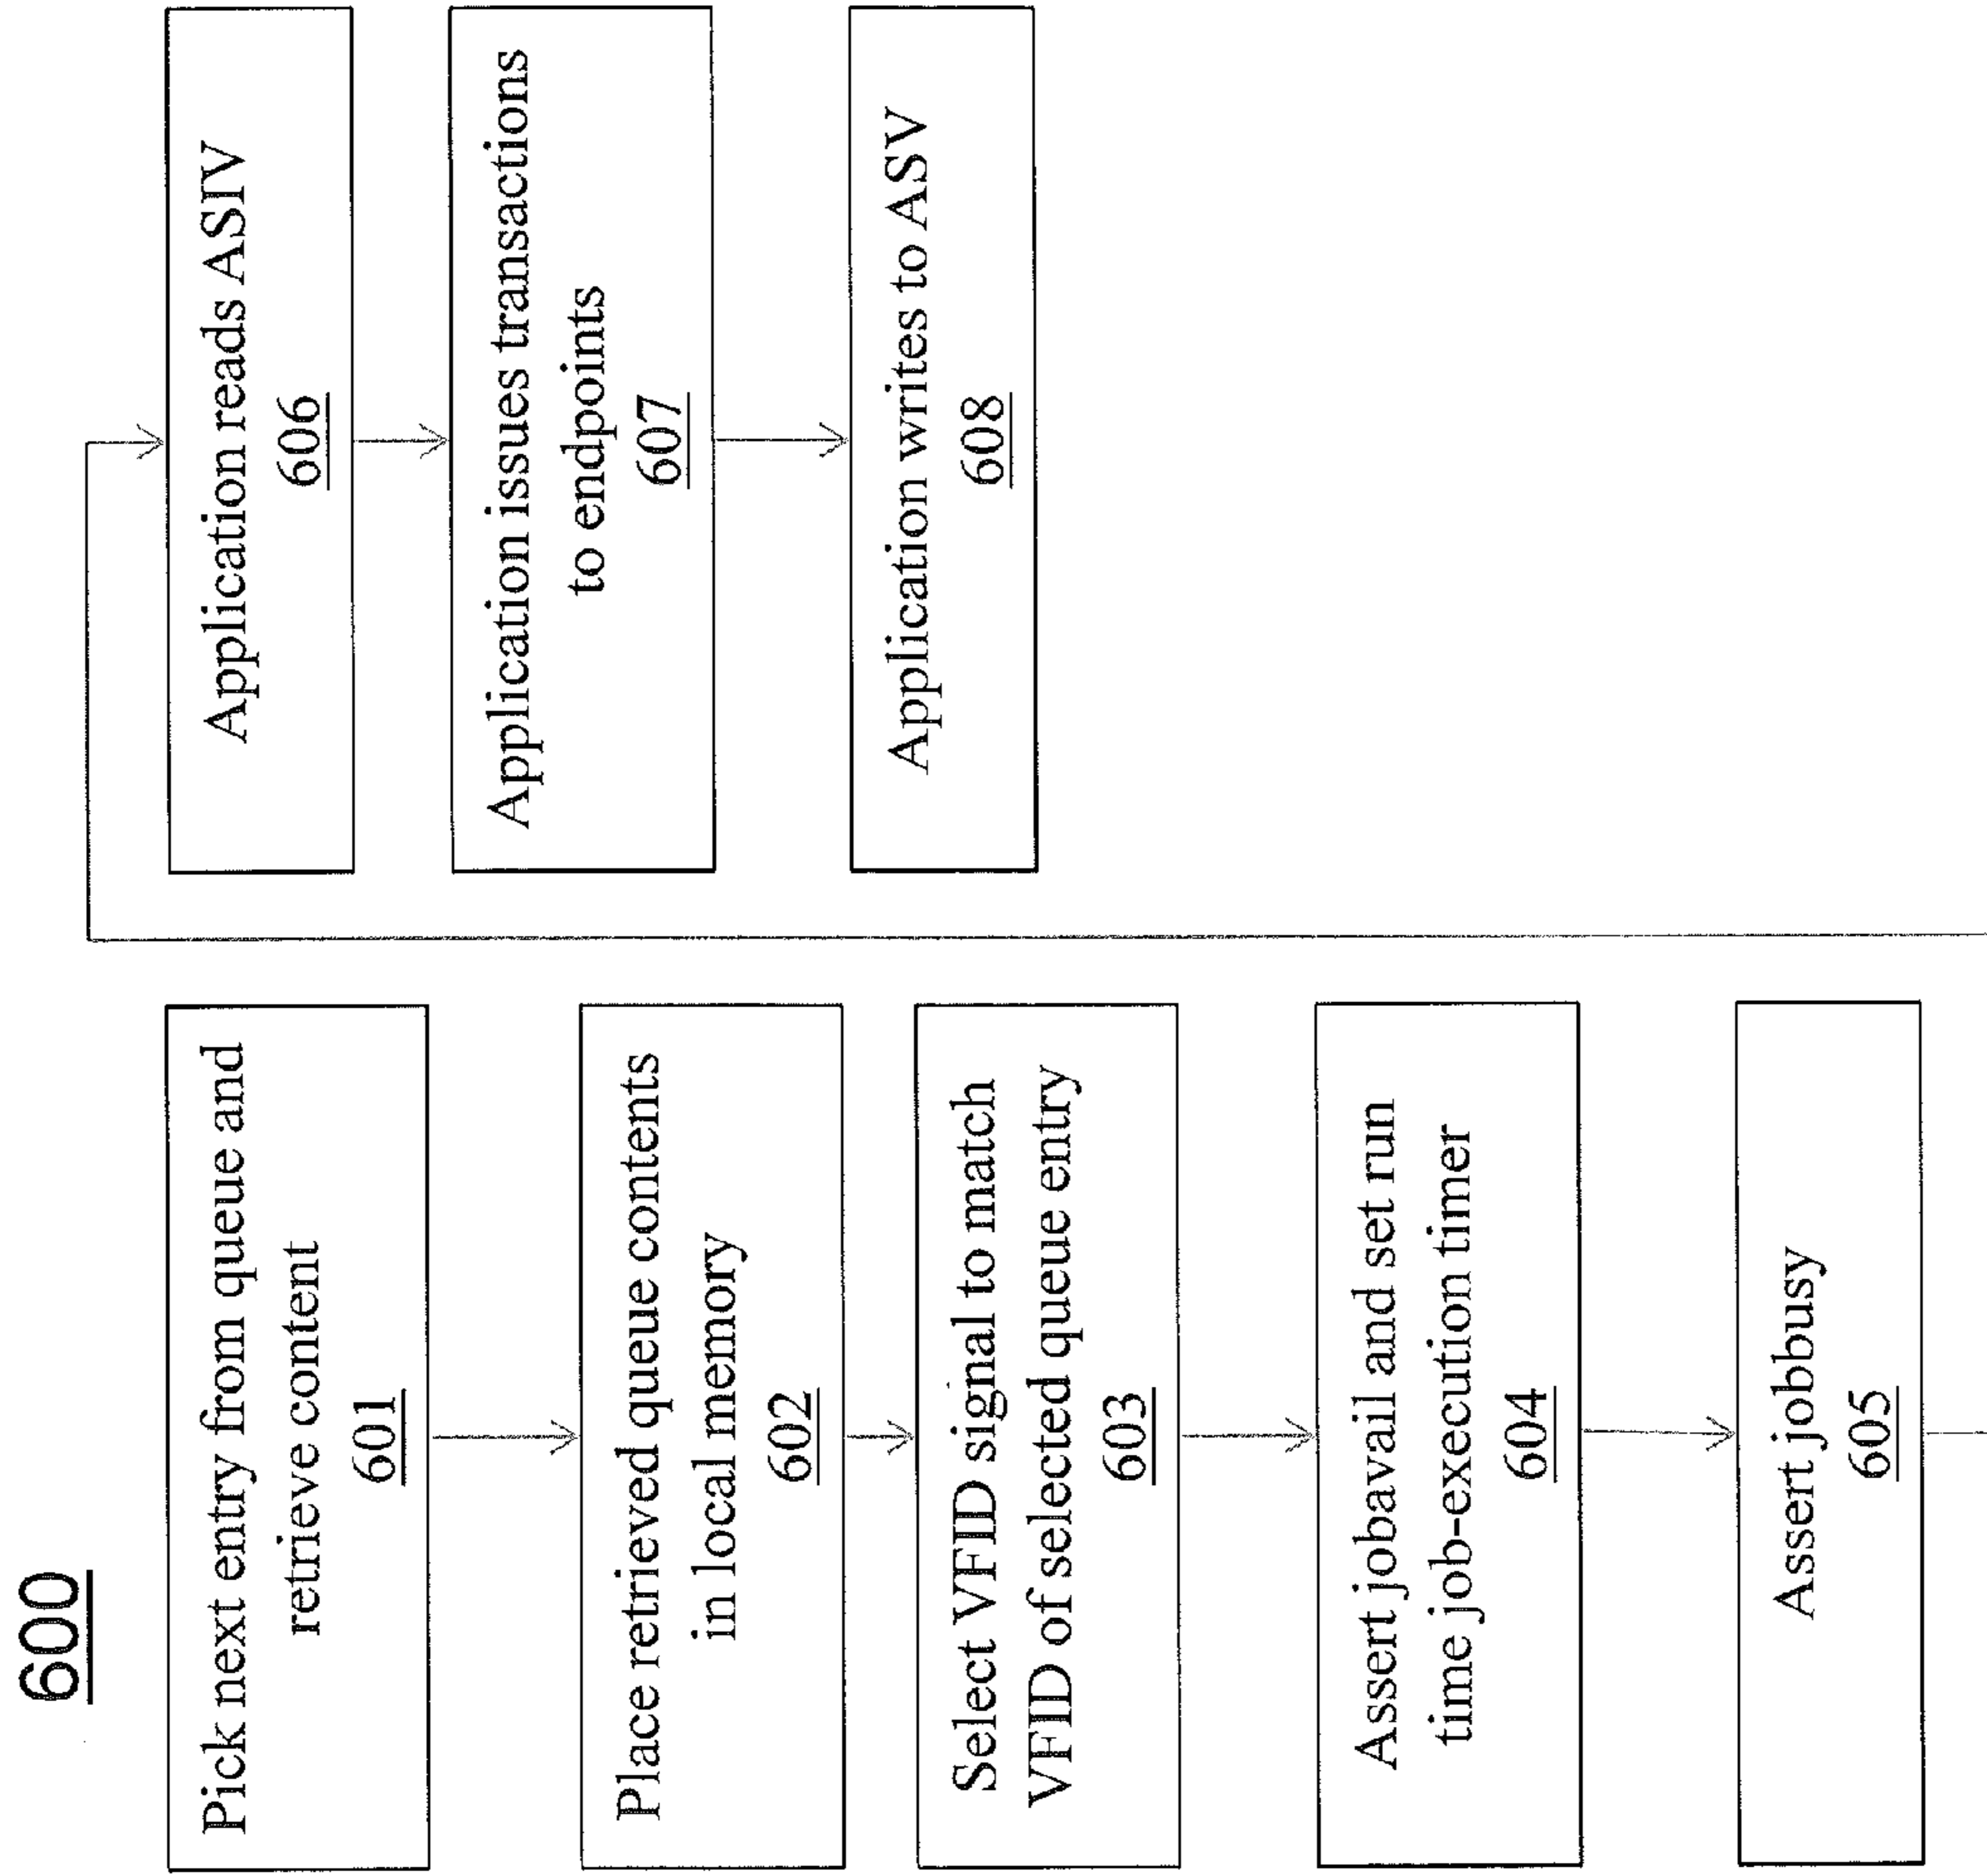 600
Pick next entry from queue and
retrieve content
601
Place retrieved queue contents
in local memory
602
Select VFID signal to match
VFID of selected queue entry
603
Assert jobavail and set run
time job-execution timer
604
Assert jobbusy
605
Application reads ASIV
606
Application issues transactions
to endpoints
607
Application writes to ASV
608